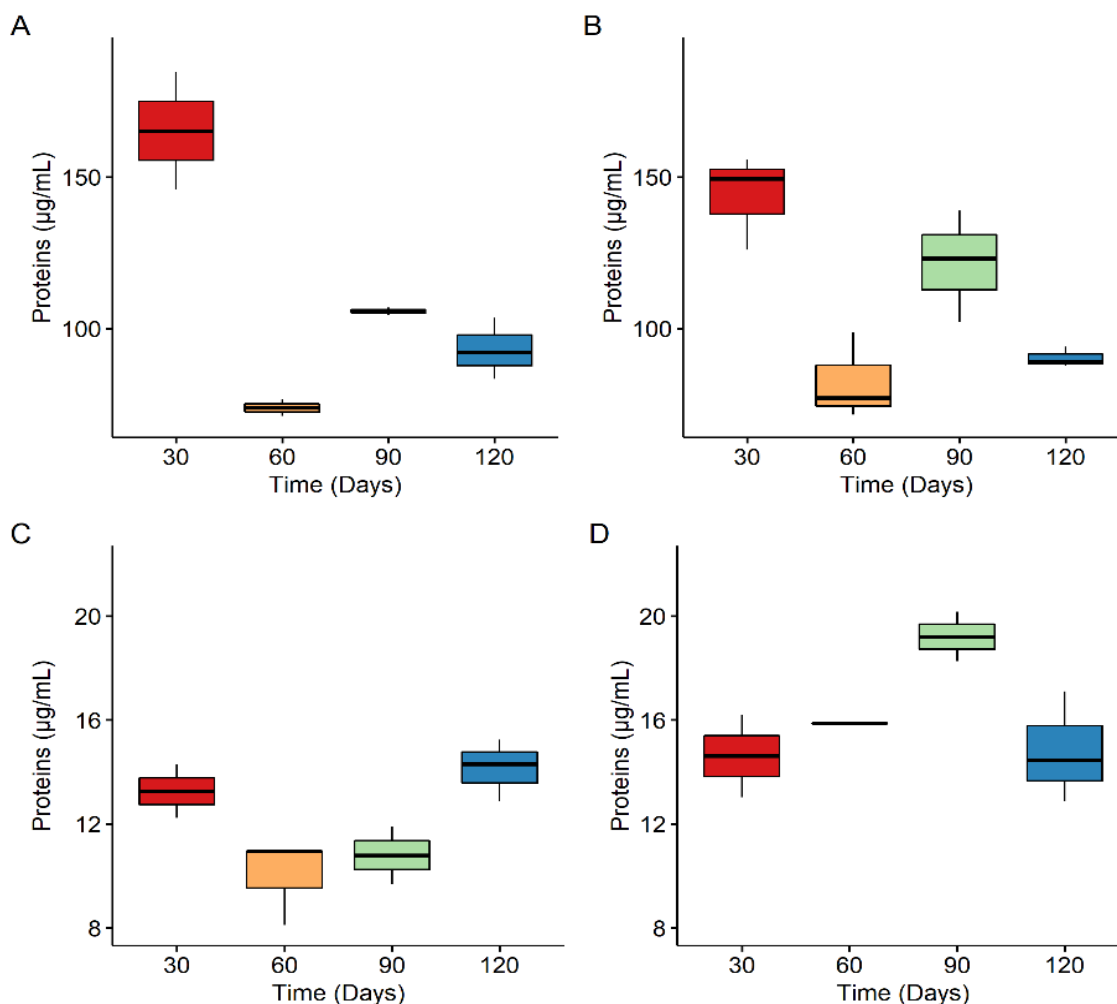 A
Proteins (µg/mL)
150
100
30 60 90 120
Time (Days)
B
Proteins (µg/mL)
150
100
30 60 90 120
Time (Days)
C
Proteins (µg/mL)
20
16
12
8
30 60 90 120
Time (Days)
D
Proteins (µg/mL)
20
16
12
8
30 60 90 120
Time (Days)